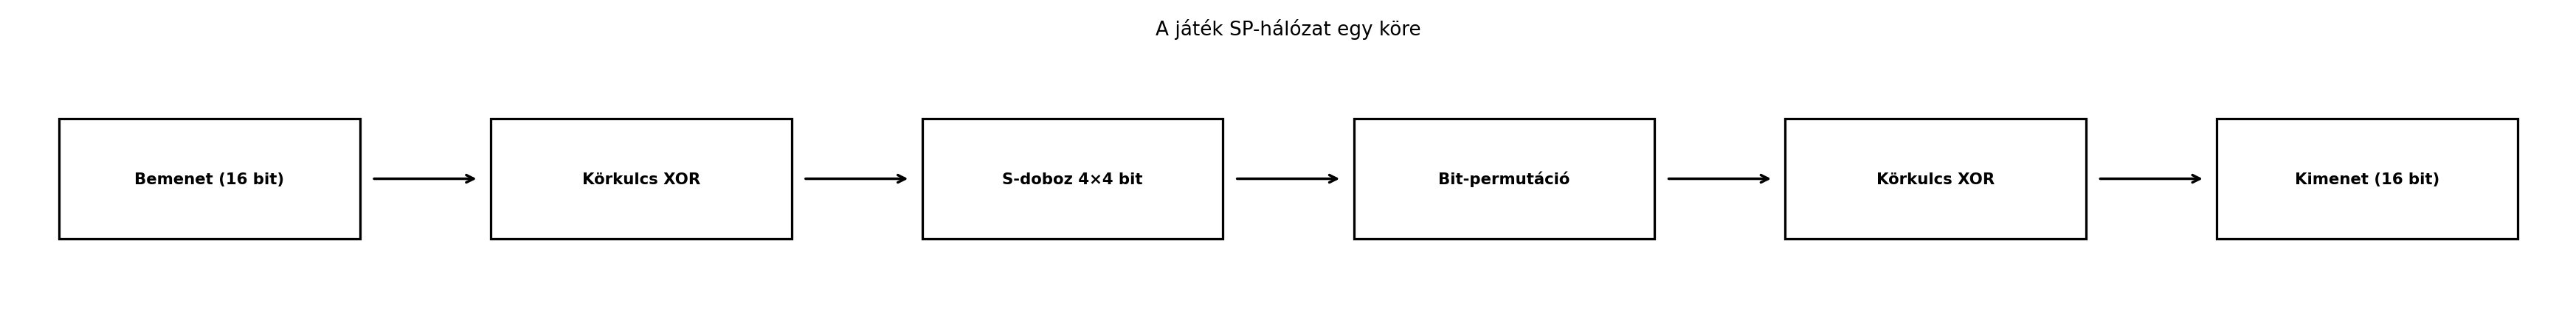 A játék SP-hálózat egy köre
Bemenet (16 bit)
Körkulcs XOR
S-doboz 4×4 bit
Bit-permutáció
Körkulcs XOR
Kimenet (16 bit)